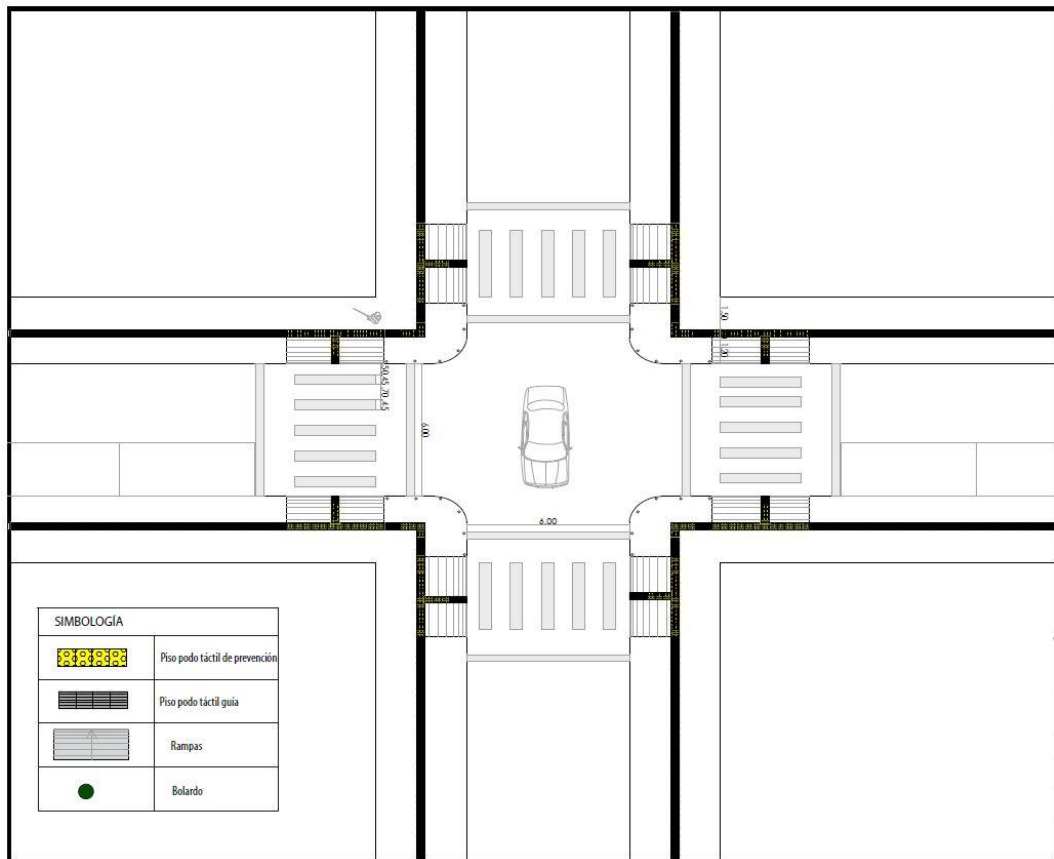 1.50
1.20
.50
.45
.70
.45
6.00
6.00
SIMBOLOGÍA
Piso podo táctil de prevención
Piso podo táctil guía
Rampas
Bolardo